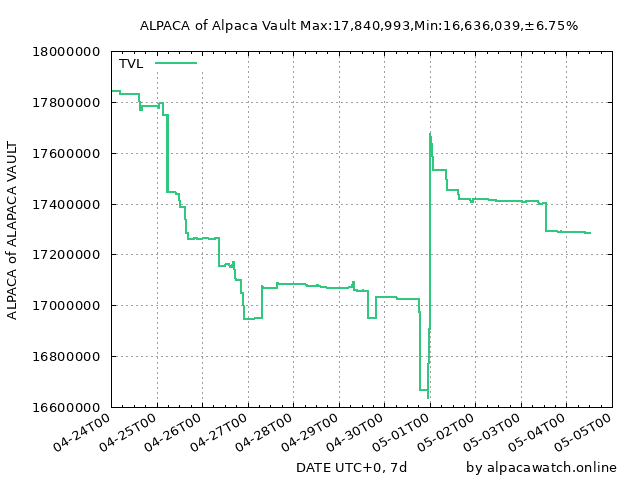 ALPACA of Alpaca Vault Max:17,840,993,Min:16,636,039,±6.75%
TVL
ALPACA of ALAPACA VAULT
18000000
17800000
17600000
17400000
17200000
17000000
16800000
16600000
04-24T00
04-25T00
04-26T00
04-27T00
04-28T00
04-29T00
04-30T00
05-01T00
05-02T00
05-03T00
05-04T00
05-05T00
DATE UTC+0, 7d
by alpacawatch.online